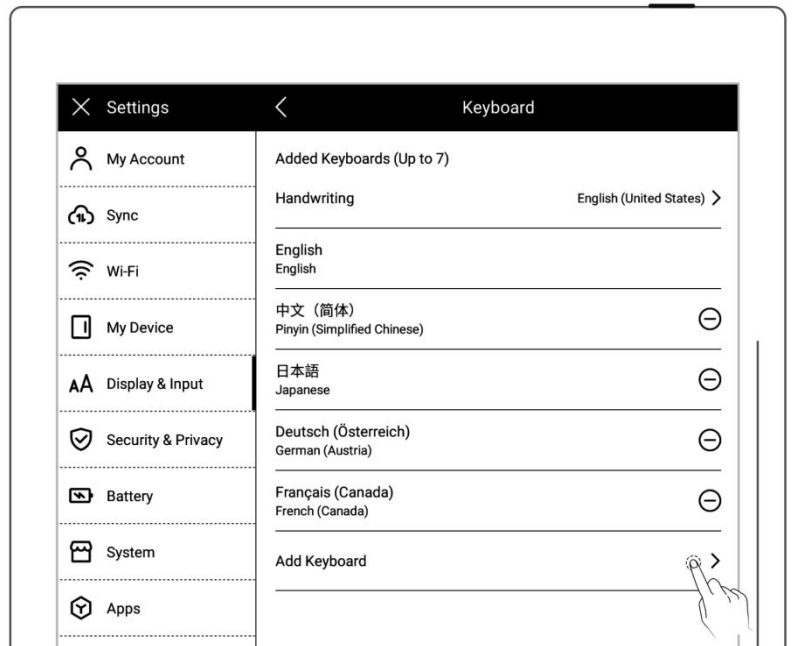 Settings
Keyboard
My Account
Sync
Wi-Fi
My Device
Display & Input
Security & Privacy
Battery
System
Apps
Added Keyboards (Up to 7)
Handwriting English (United States)
English
English
中文（简体）
Pinyin (Simplified Chinese)
日本語
Japanese
Deutsch (Österreich)
German (Austria)
Français (Canada)
French (Canada)
Add Keyboard